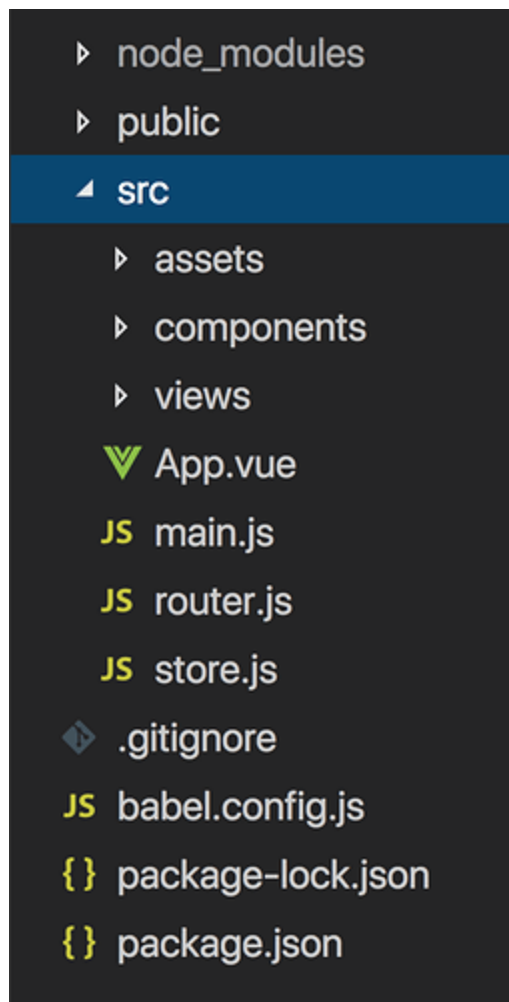 node_modules
public
src
assets
components
views
App.vue
JS main.js
JS router.js
JS store.js
.gitignore
JS babel.config.js
{ } package-lock.json
{ } package.json